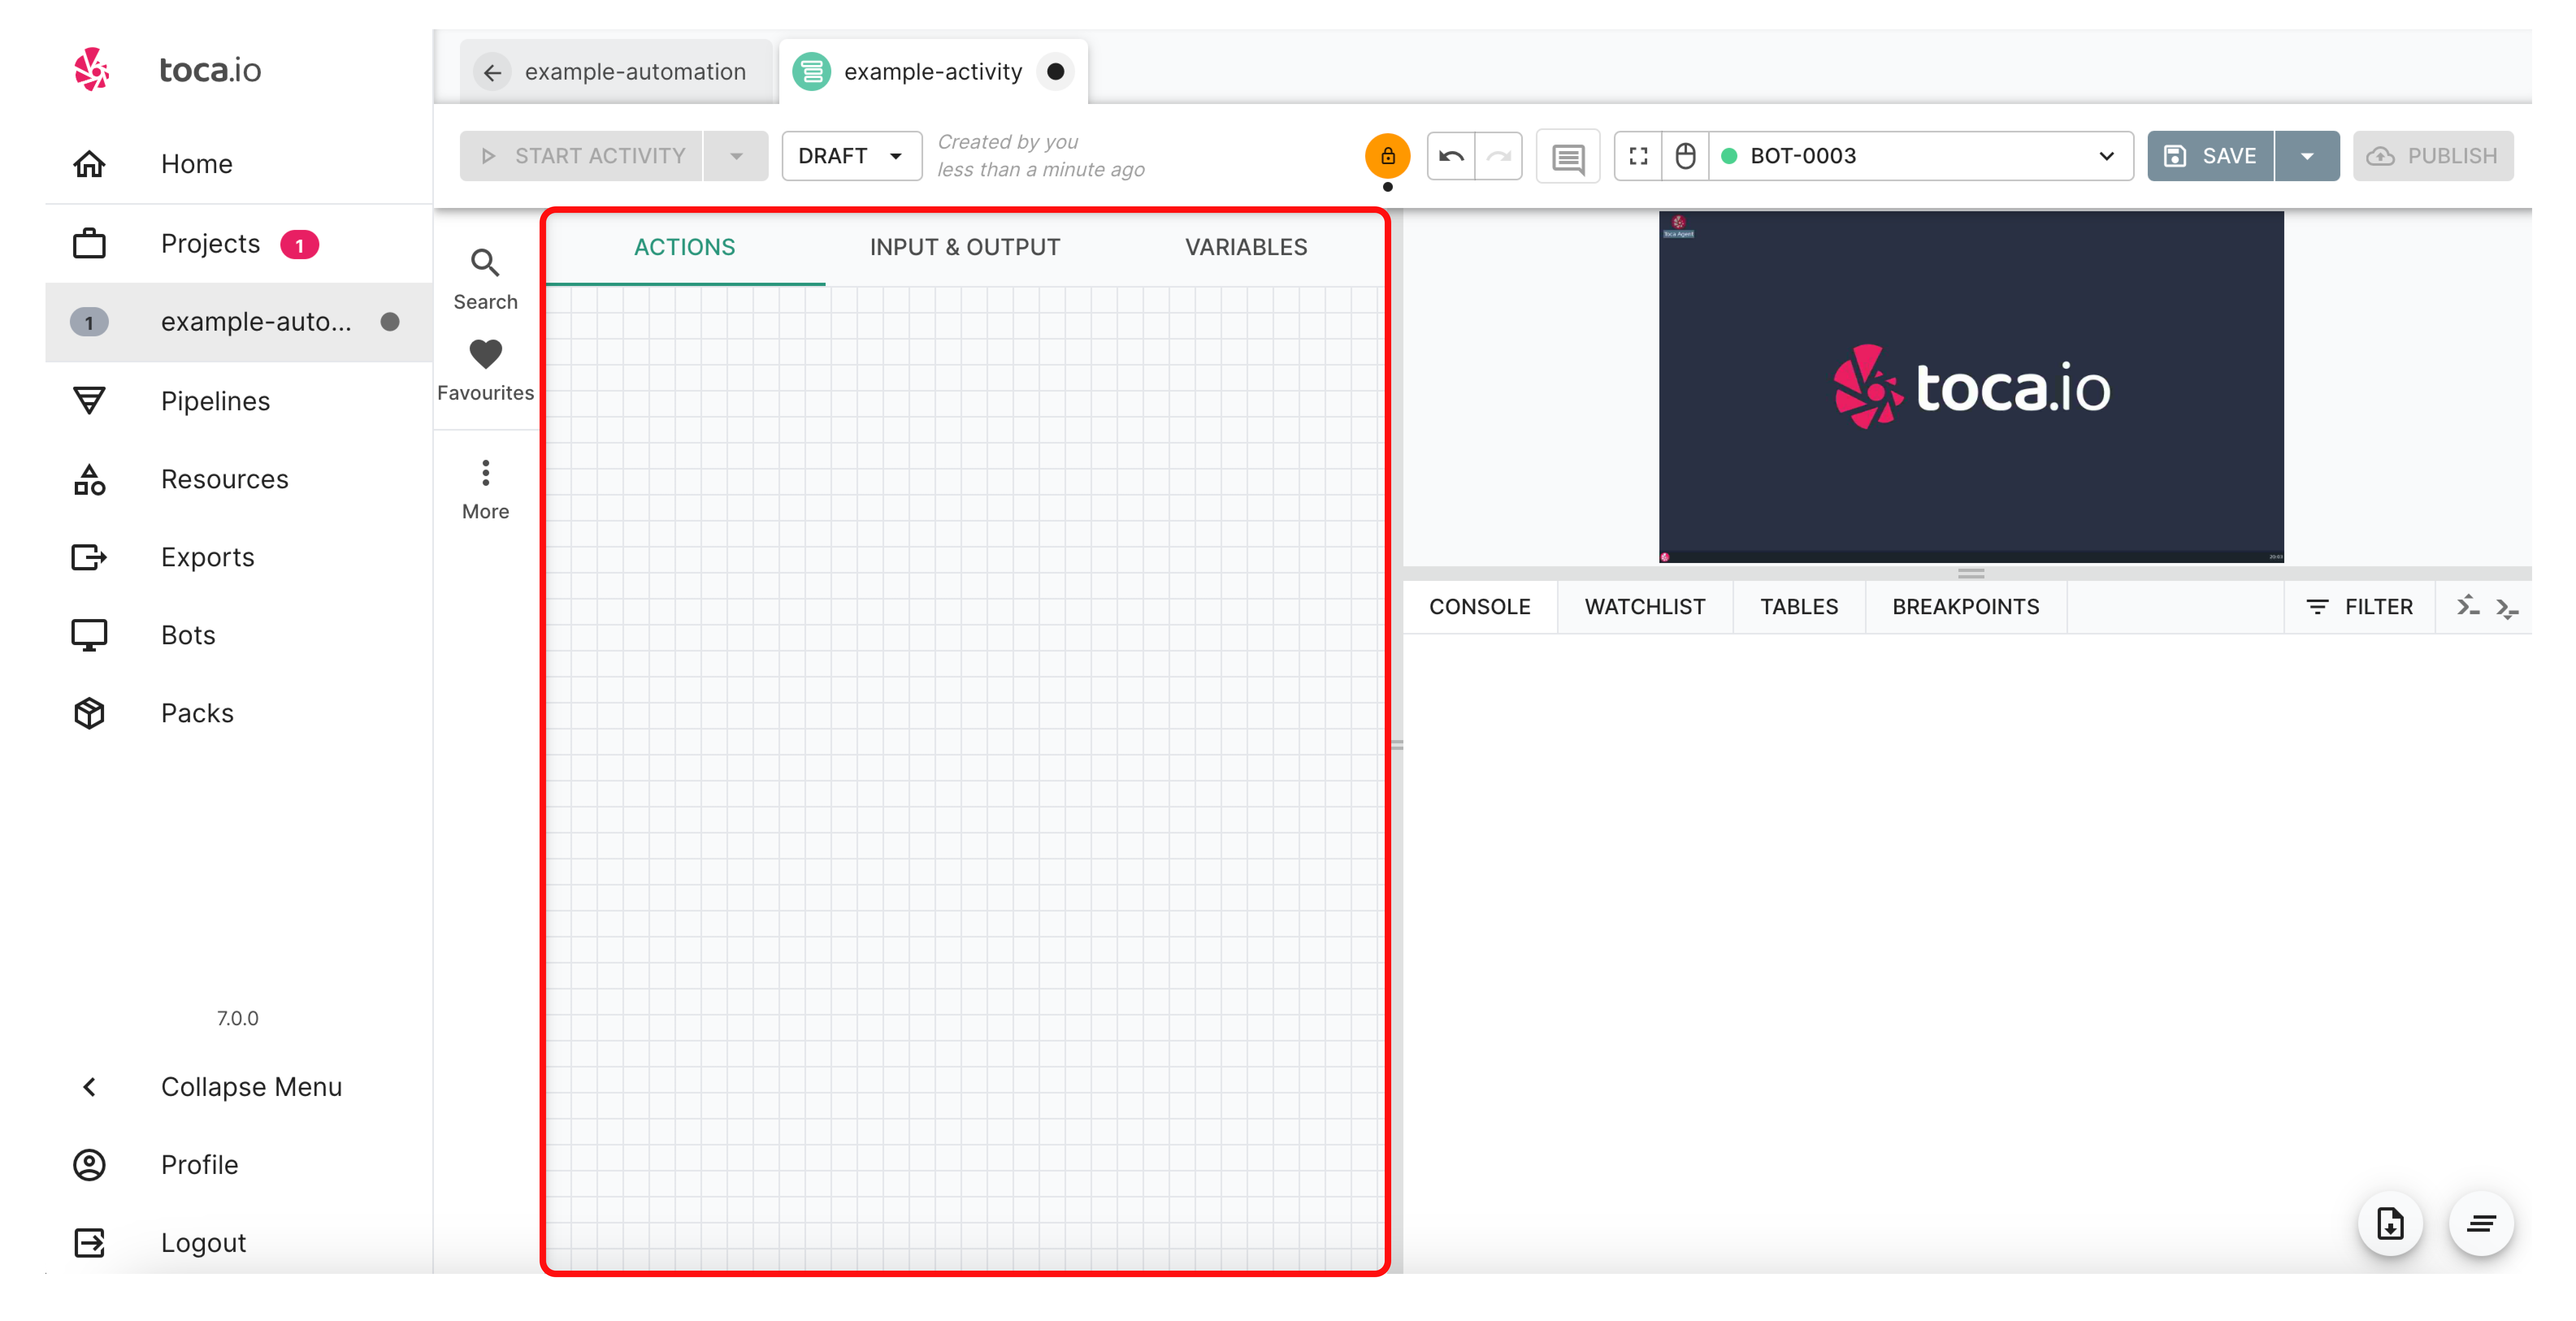 toca.io
Home
Projects 1
1 example-auto...
Pipelines
Resources
Exports
Bots
Packs
7.0.0
Collapse Menu
Profile
Logout
example-automation
example-activity
START ACTIVITY
DRAFT
Created by you
less than a minute ago
BOT-0003
SAVE
PUBLISH
Search
Favourites
More
ACTIONS
INPUT & OUTPUT
VARIABLES
Toca Agent
toca.io
CONSOLE
WATCHLIST
TABLES
BREAKPOINTS
FILTER